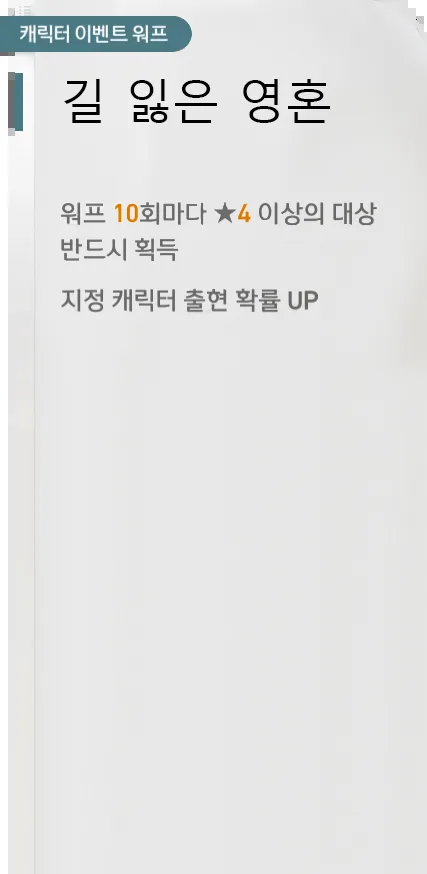 캐릭터 이벤트 워프
길 잃은 영혼
워프 10회마다 ★4 이상의 대상
반드시 획득
지정 캐릭터 출현 확률 UP